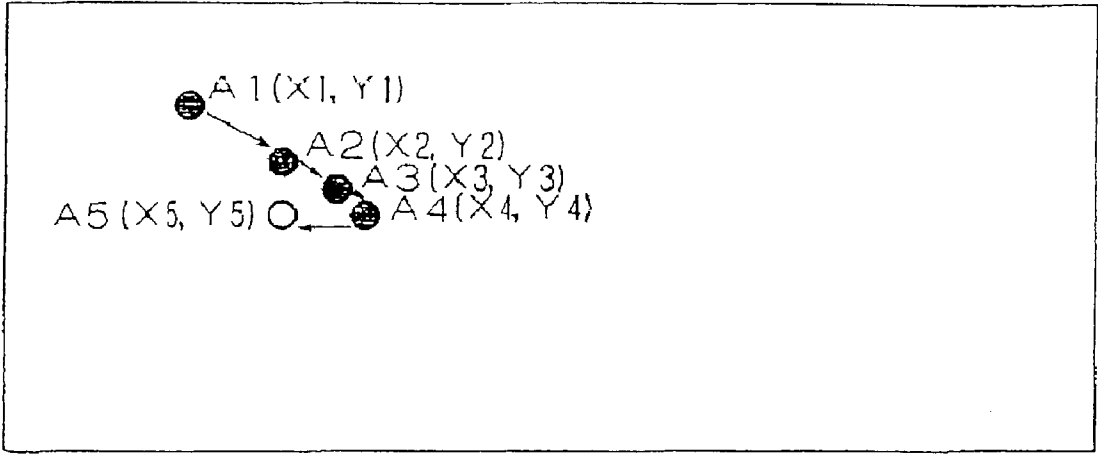 A1(X1, Y1)
A2(X2, Y2)
A3(X3, Y3)
A5(X5, Y5)
A4(X4, Y4)